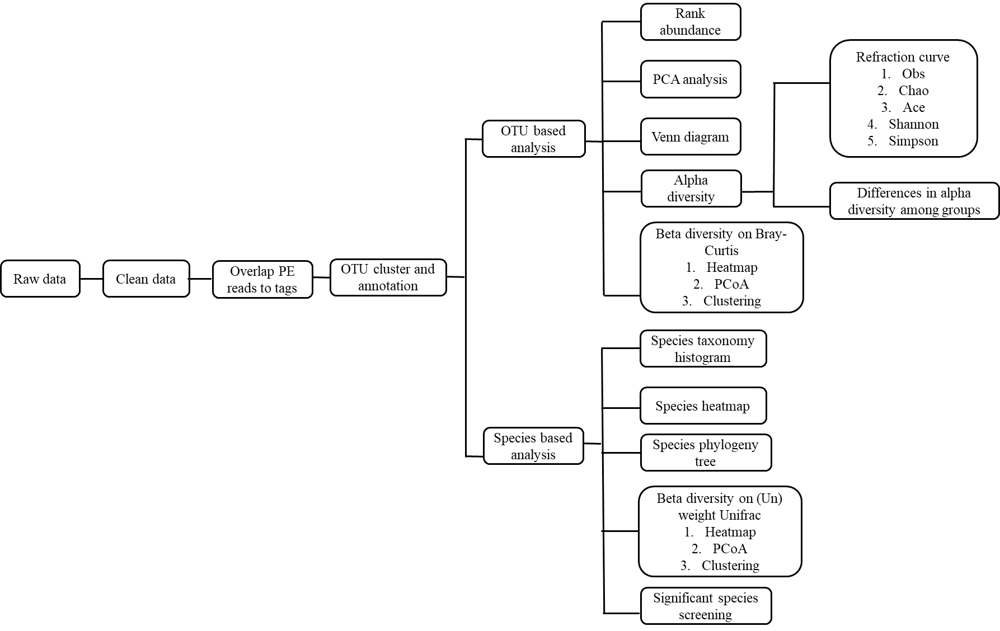 Raw data
Clean data
Overlap PE
reads to tags
OTU cluster and
annotation
OTU based
analysis
Rank
abundance
PCA analysis
Venn diagram
Alpha
diversity
Refraction curve
1. Obs
2. Chao
3. Ace
4. Shannon
5. Simpson
Differences in alpha
diversity among groups
Beta diversity on Bray-
Curtis
1. Heatmap
2. PCoA
3. Clustering
Species based
analysis
Species taxonomy
histogram
Species heatmap
Species phylogeny
tree
Beta diversity on (Un)
weight Unifrac
1. Heatmap
2. PCoA
3. Clustering
Significant species
screening